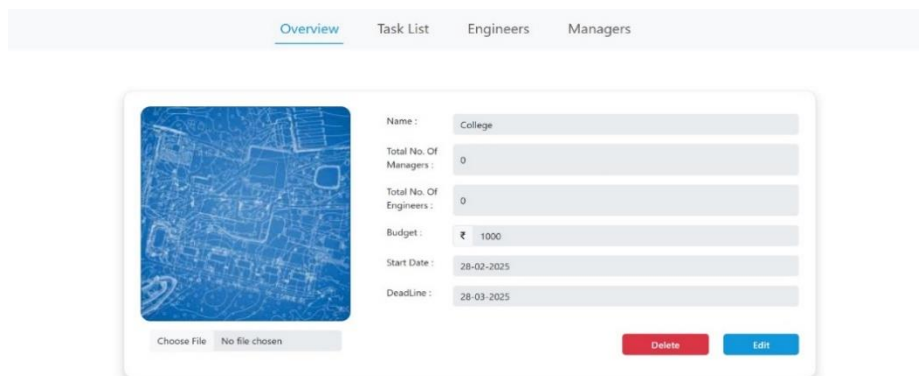 Overview Task List Engineers Managers
Name : College
Total No. Of
Managers : 0
Total No. Of
Engineers : 0
Budget : ₹ 1000
Start Date : 28-02-2025
DeadLine : 28-03-2025
Choose File No file chosen
Delete Edit